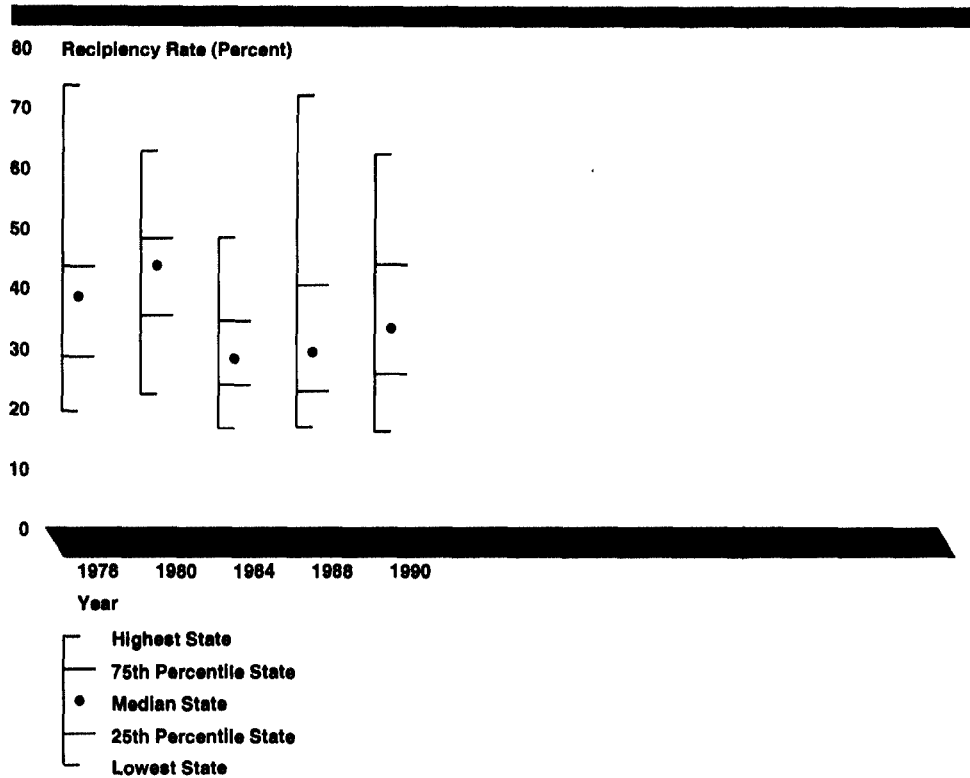 80 Recipiency Rate (Percent)
70
60
50
40
30
20
10
0
1976 1980 1984 1988 1990
Year
Highest State
75th Percentile State
Median State
25th Percentile State
Lowest State